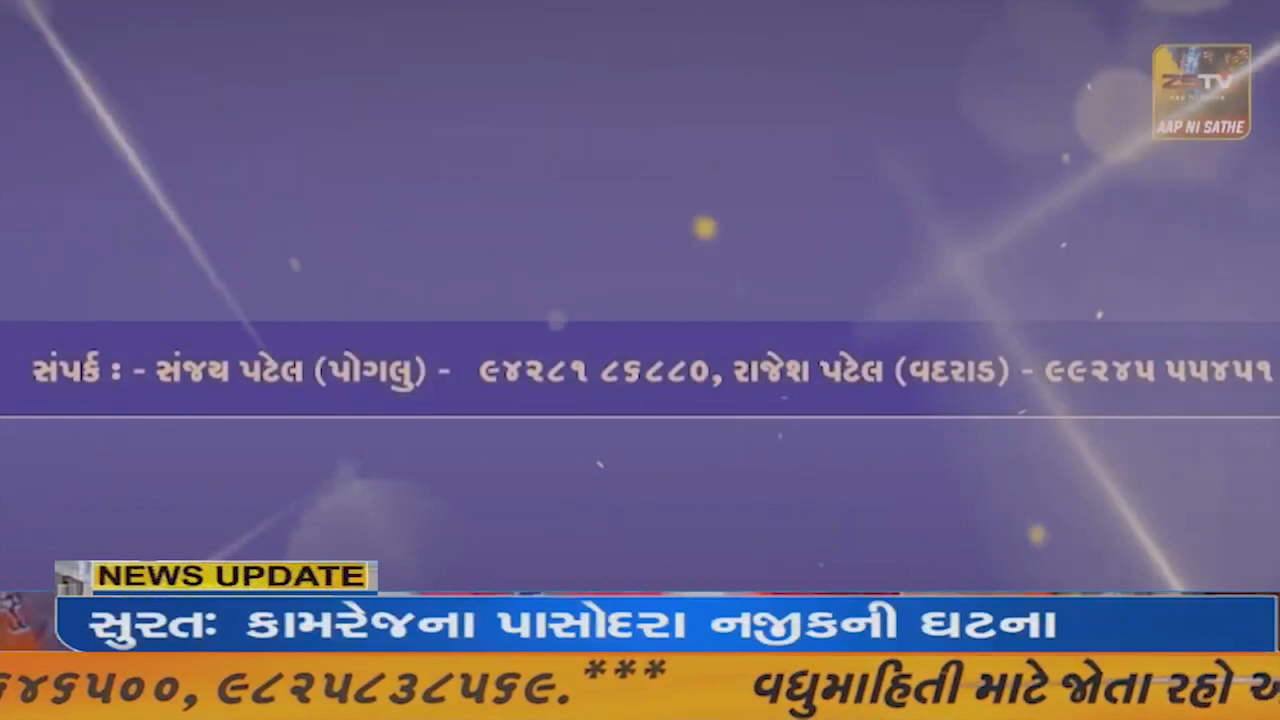 ZSTV
AAP NI SATHE
સંપર્ક : - સંજય પટેલ (પોગલુ) - ૯૪૨૮૧ ૮૬૮૮૦, રાજેશ પટેલ (વદરાડ) - ૯૯૨૪૫ ૫૫૪૫૧
NEWS UPDATE
સુરતઃ કામરેજના પાસોદરા નજીકની ઘટના
૬૪૬૫૦૦, ૯૮૨૫૮૩૮૫૬૯. *** વધુમાહિતી માટે જોતા રહો